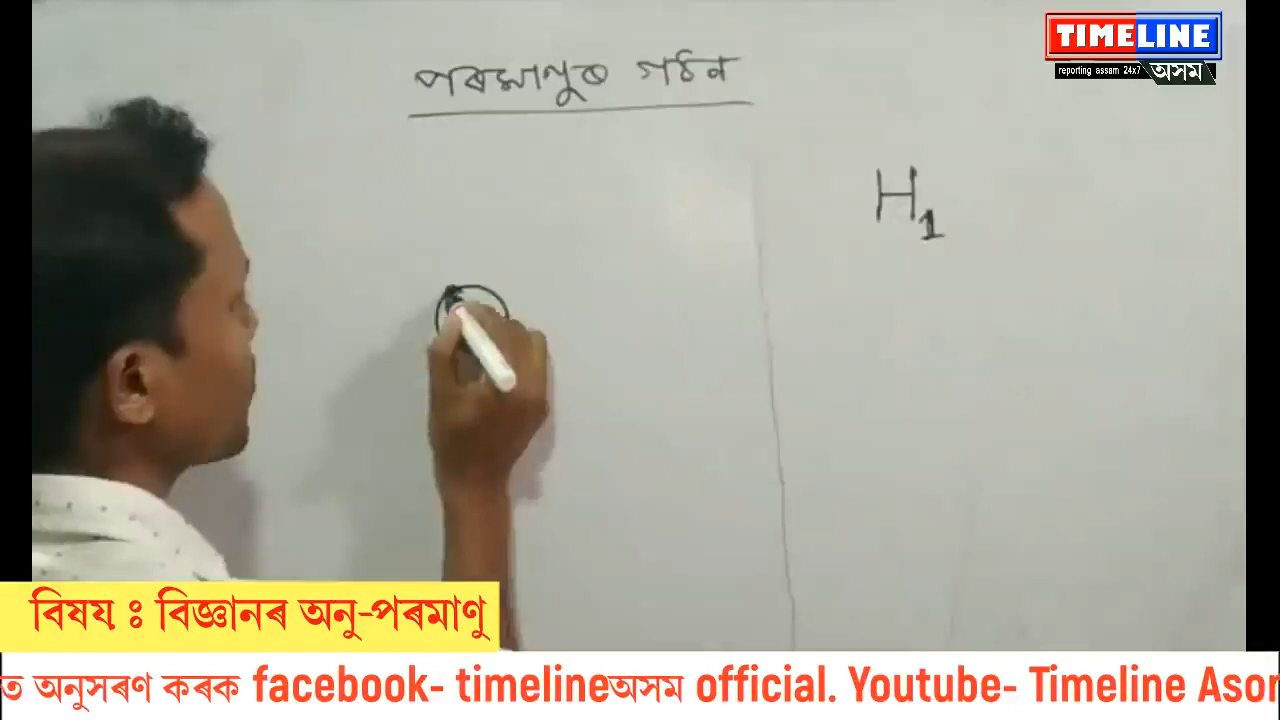 TIMELINE
reporting assam 24x7 অসম
পৰমাণুৰ গঠন
H1
বিষয় ঃ বিজ্ঞানৰ অনু-পৰমাণু
ত অনুসৰণ কৰক facebook- timelineঅসম official. Youtube- Timeline Asom